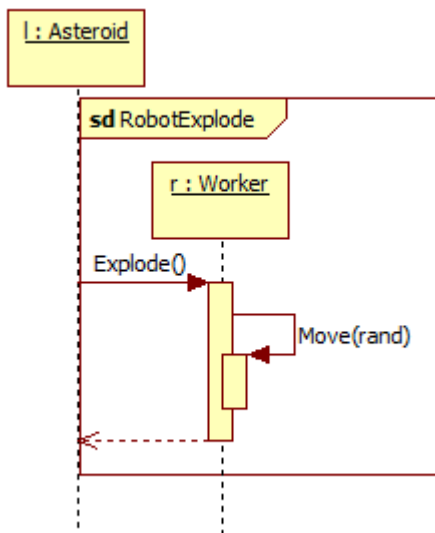 l : Asteroid
sd RobotExplode
r : Worker
Explode()
Move(rand)